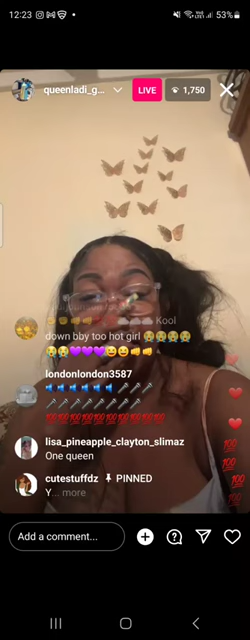 12:23 53%
queenladi_g... LIVE 1,750
Kool
down bby too hot girl 😭😭😭😭
😭😭💜💜💜😆😆👊👊
londonlondon3587
lisa_pineapple_clayton_slimaz
One queen
cutestuffdz PINNED
Y... more
Add a comment...